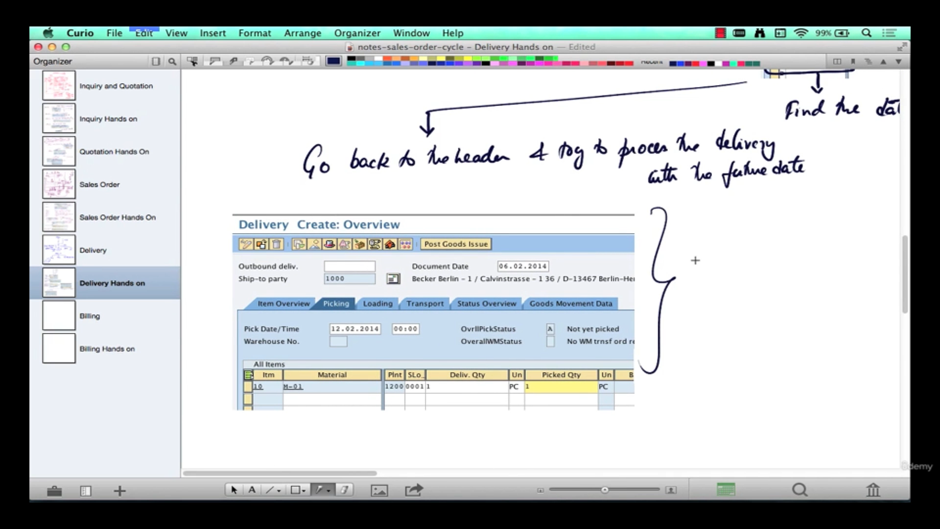 Curio File Edit View Insert Format Arrange Organizer Window Help 99%
notes-sales-order-cycle – Delivery Hands on — Edited
Organizer
Inquiry and Quotation
Inquiry Hands on
Quotation Hands On
Sales Order
Sales Order Hands On
Delivery
Delivery Hands on
Billing
Billing Hands on
Find the dat
Go back to the header & try to process the delivery
with the future date
Delivery Create: Overview
Post Goods Issue
Outbound deliv. Document Date 06.02.2014
Ship-to party 1000 Becker Berlin - 1 / Calvinstrasse - 1 36 / D-13467 Berlin-He
Item Overview Picking Loading Transport Status Overview Goods Movement Data
Pick Date/Time 12.02.2014 00:00 OvrllPickStatus A Not yet picked
Warehouse No. OverallWMStatus No WM trnsf ord re
All Items
Itm Material Plnt SLo. Deliv. Qty Un Picked Qty Un B
10 M-01 1200 0001 1 PC 1 PC
A
Udemy